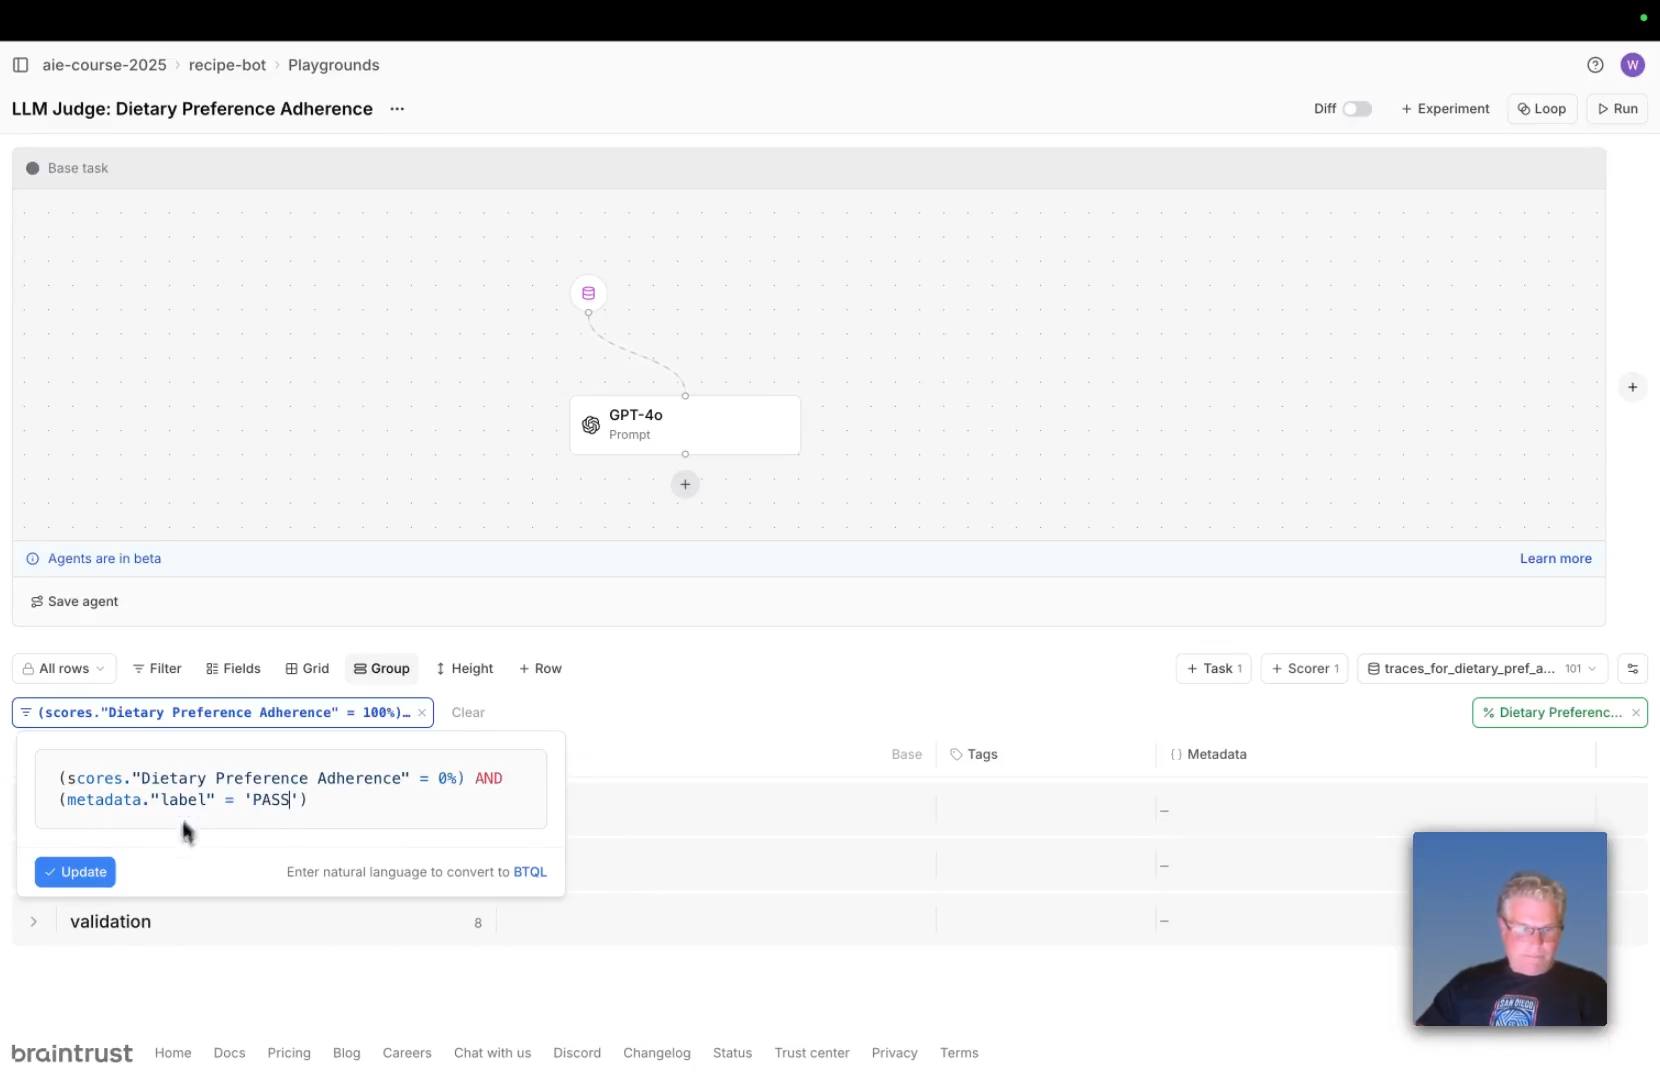 aie-course-2025 › recipe-bot › Playgrounds
W
LLM Judge: Dietary Preference Adherence ···
Diff
+ Experiment
Loop
Run
Base task
GPT-4o
Prompt
+
+
Agents are in beta
Learn more
Save agent
All rows
Filter
Fields
Grid
Group
Height
+ Row
+ Task 1
+ Scorer 1
traces_for_dietary_pref_a... 101
(scores."Dietary Preference Adherence" = 100%)… ×
Clear
% Dietary Preferenc... ×
(scores."Dietary Preference Adherence" = 0%) AND
(metadata."label" = 'PASS')
Update
Enter natural language to convert to BTQL
Base
Tags
{} Metadata
–
–
validation
8
–
SAN DIEGO
braintrust
Home
Docs
Pricing
Blog
Careers
Chat with us
Discord
Changelog
Status
Trust center
Privacy
Terms